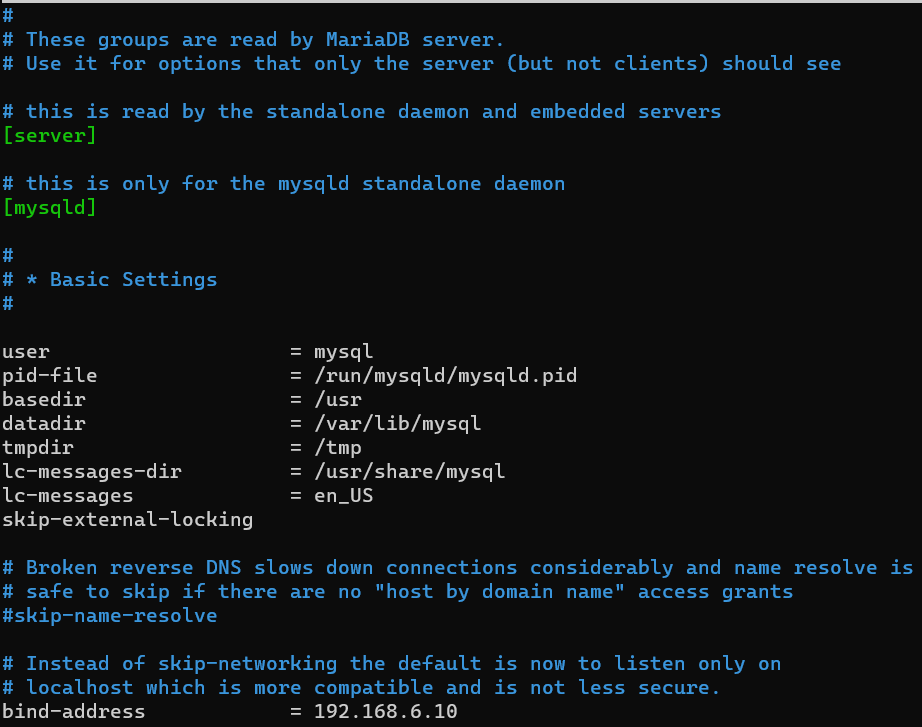 #
# These groups are read by MariaDB server.
# Use it for options that only the server (but not clients) should see

# this is read by the standalone daemon and embedded servers
[server]

# this is only for the mysqld standalone daemon
[mysqld]

#
# * Basic Settings
#

user                    = mysql
pid-file                = /run/mysqld/mysqld.pid
basedir                 = /usr
datadir                 = /var/lib/mysql
tmpdir                  = /tmp
lc-messages-dir         = /usr/share/mysql
lc-messages             = en_US
skip-external-locking

# Broken reverse DNS slows down connections considerably and name resolve is
# safe to skip if there are no "host by domain name" access grants
#skip-name-resolve

# Instead of skip-networking the default is now to listen only on
# localhost which is more compatible and is not less secure.
bind-address            = 192.168.6.10